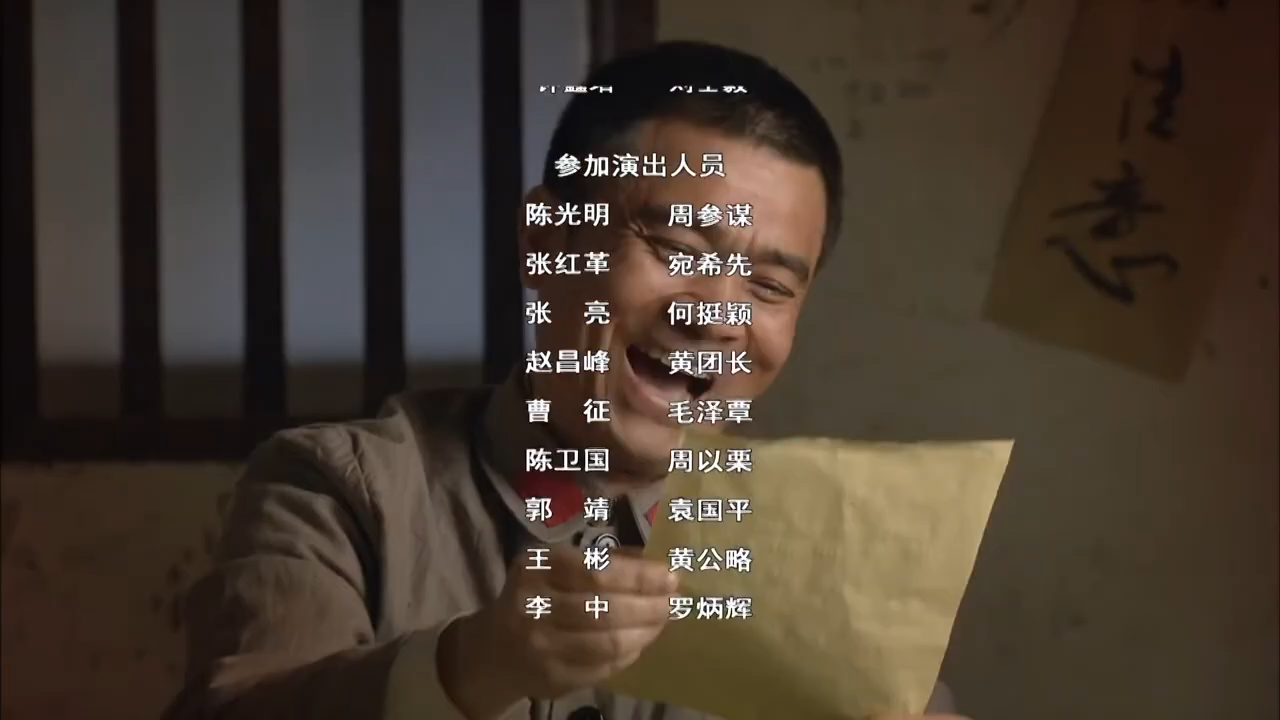 参加演出人员
陈光明 周参谋
张红革 宛希先
张 亮 何挺颖
赵昌峰 黄团长
曹 征 毛泽覃
陈卫国 周以栗
郭 靖 袁国平
王 彬 黄公略
李 中 罗炳辉